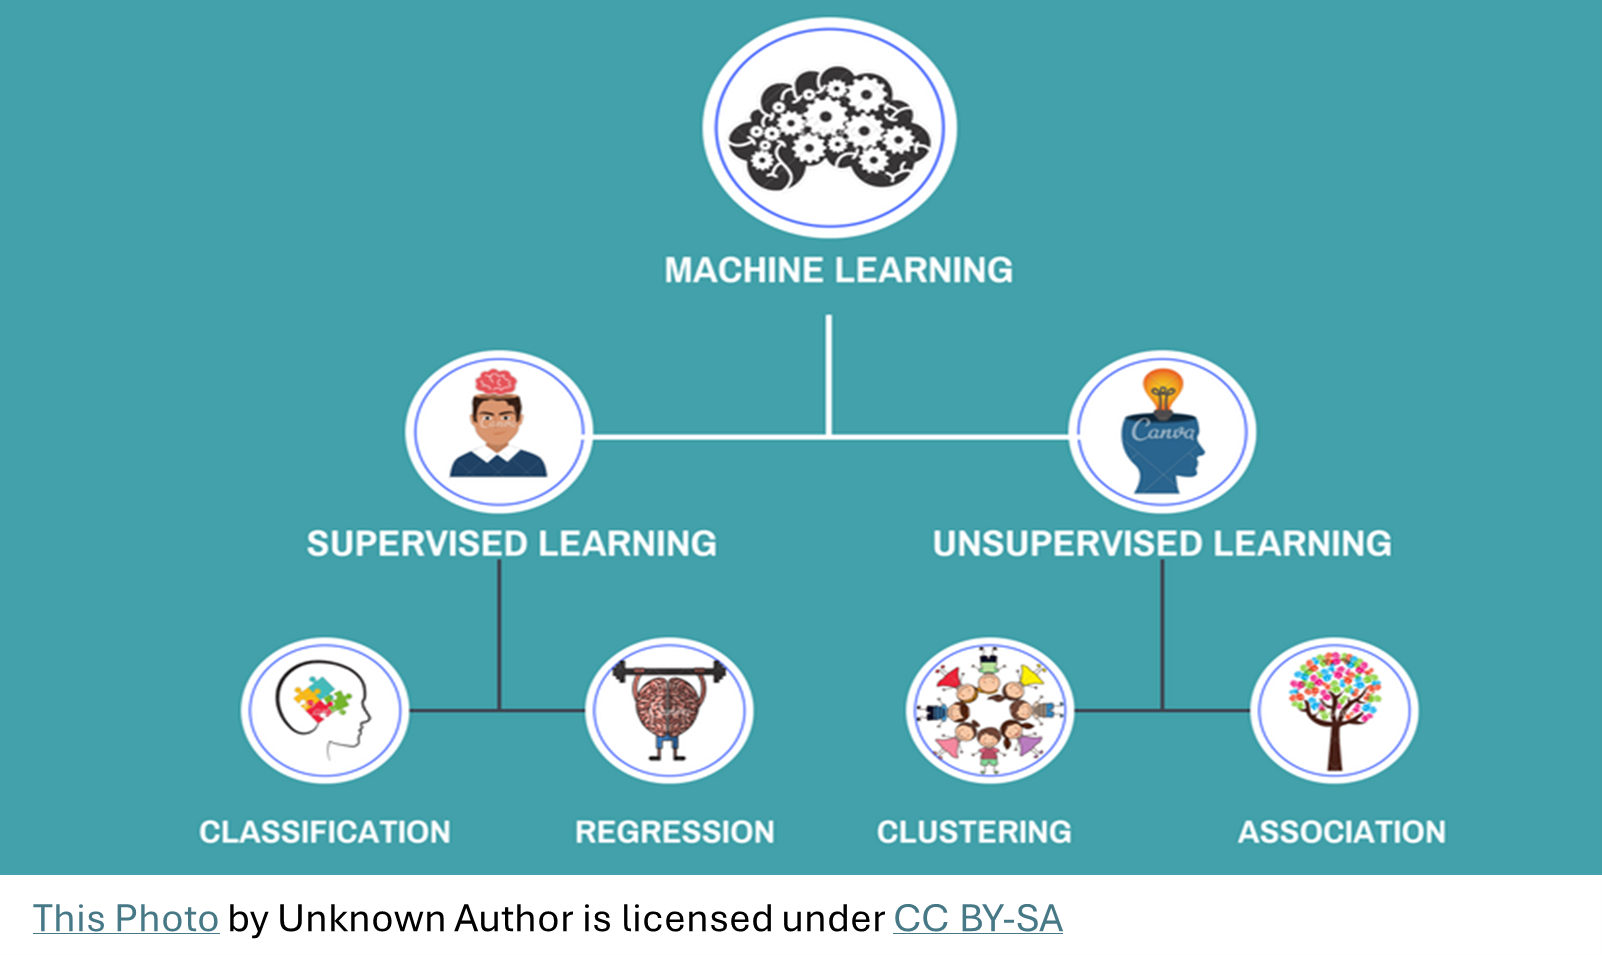 MACHINE LEARNING
Canva
Canva
SUPERVISED LEARNING
UNSUPERVISED LEARNING
CLASSIFICATION
REGRESSION
CLUSTERING
ASSOCIATION
This Photo by Unknown Author is licensed under CC BY-SA